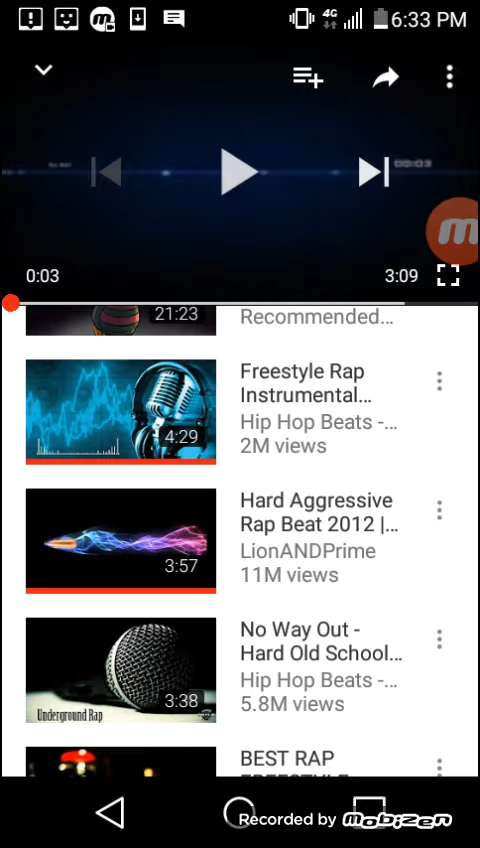 4G
6:33 PM
0:03
3:09
21:23
Recommended...
Freestyle Rap
Instrumental...
Hip Hop Beats -...
2M views
4:29
Hard Aggressive
Rap Beat 2012 |...
LionANDPrime
11M views
3:57
No Way Out -
Hard Old School...
Hip Hop Beats -...
5.8M views
3:38
Underground Rap
BEST RAP
FREESTYLE
Recorded by Mobizen